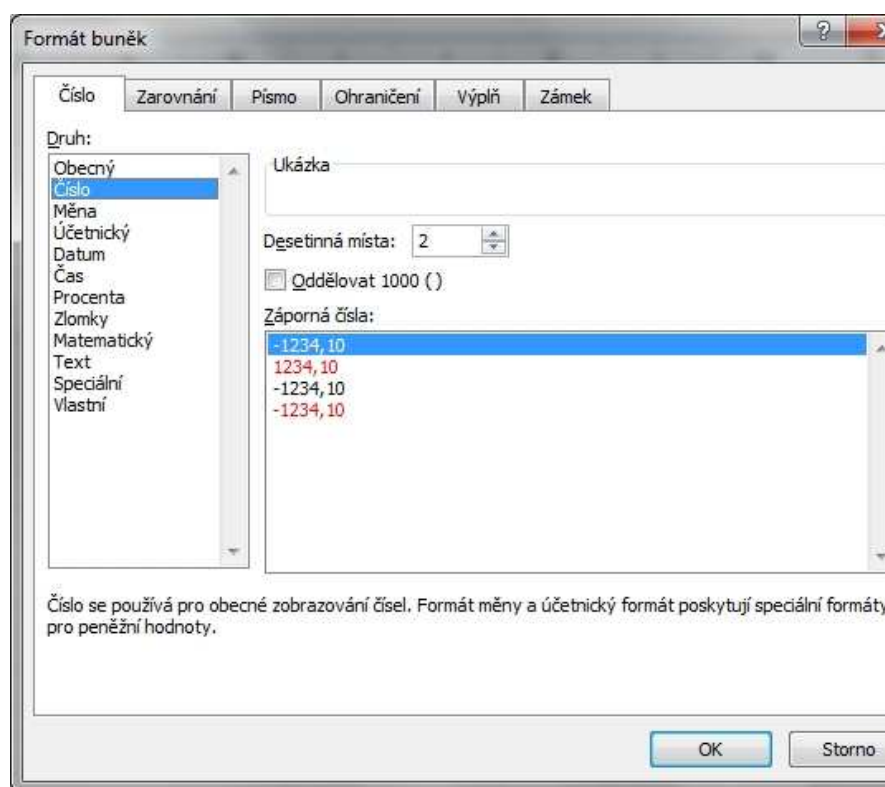 Formát buněk
Číslo
Zarovnání
Písmo
Ohraničení
Výplň
Zámek
Druh:
Obecný
Číslo
Měna
Účetnický
Datum
Čas
Procenta
Zlomky
Matematický
Text
Speciální
Vlastní
Ukázka
Desetinná místa: 2
Oddělovat 1000 ( )
Záporná čísla:
-1234,10
1234,10
-1234,10
-1234,10
Číslo se používá pro obecné zobrazování čísel. Formát měny a účetnický formát poskytují speciální formáty
pro peněžní hodnoty.
OK
Storno